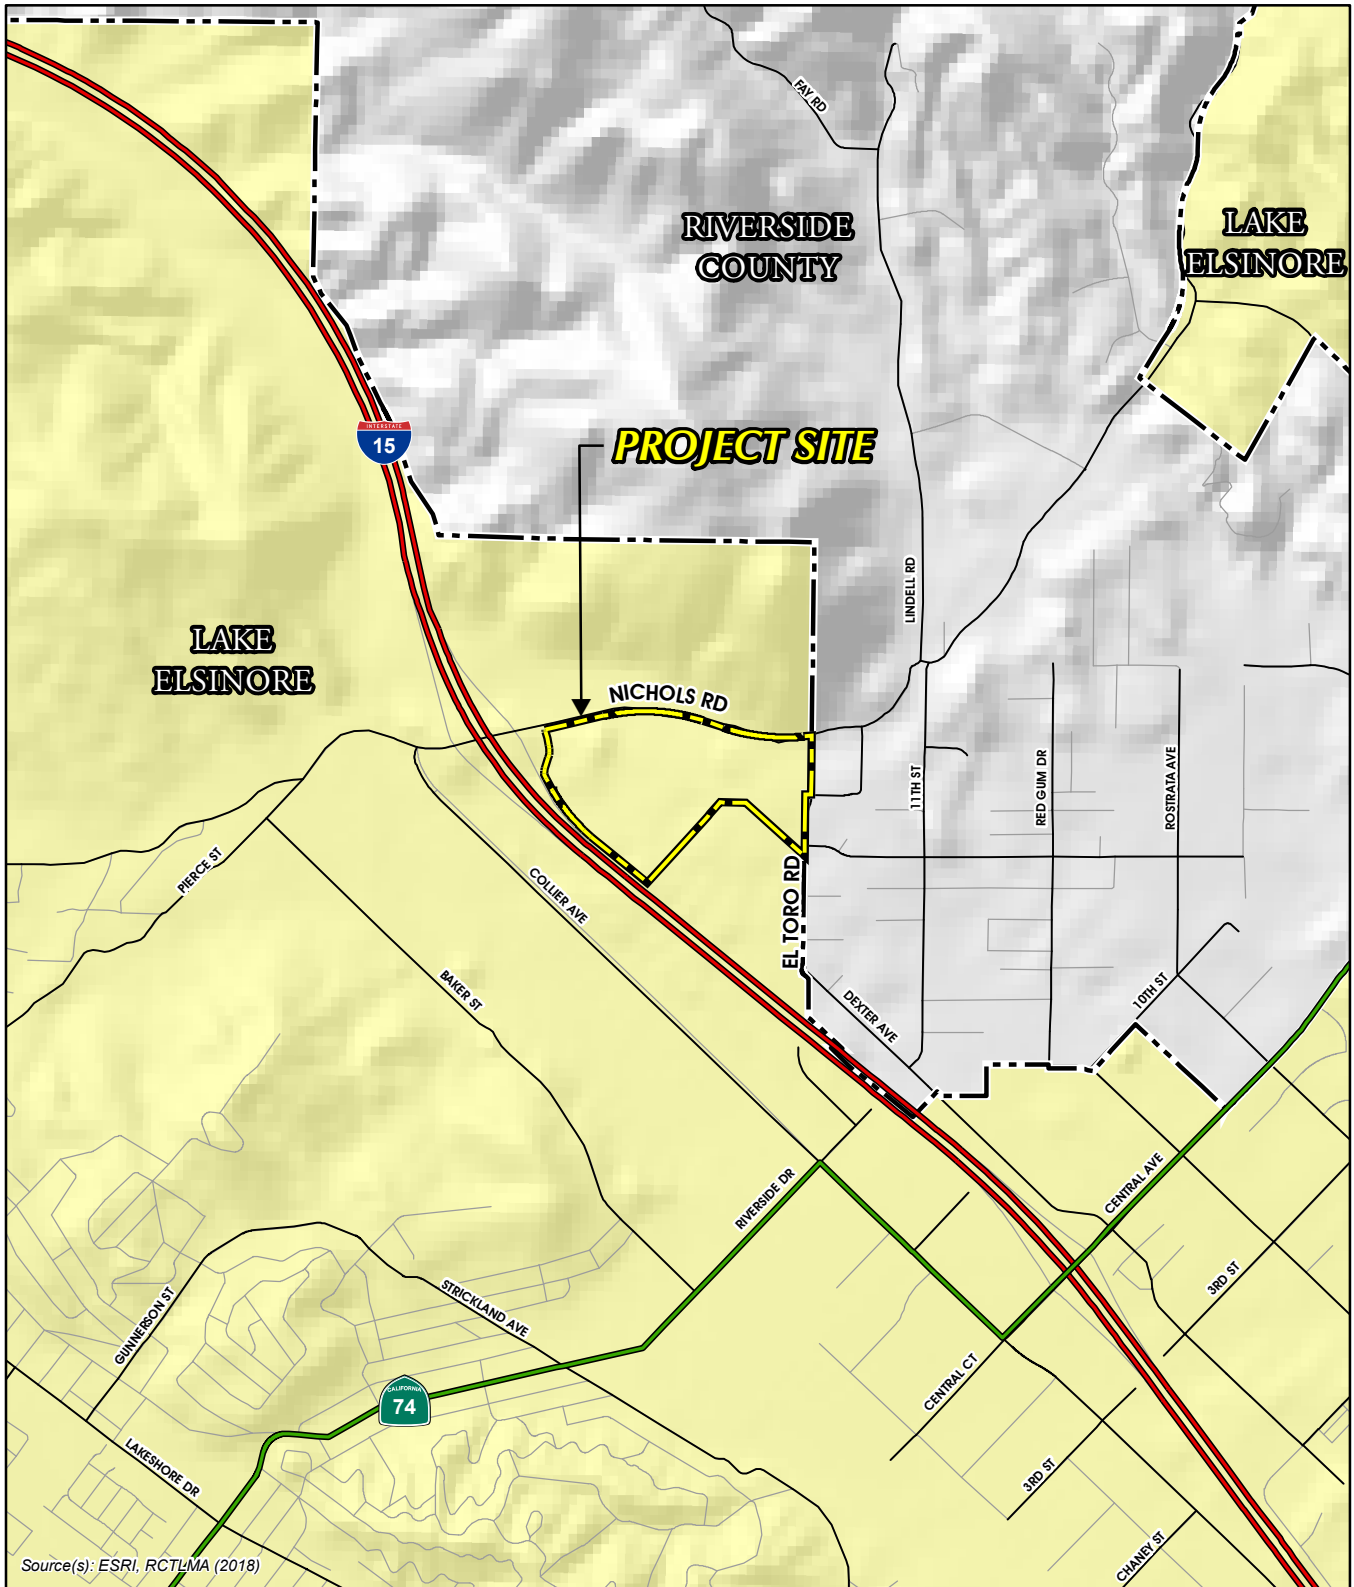 FAY RD
RIVERSIDE
COUNTY
LAKE
ELSINORE
INTERSTATE
15
PROJECT SITE
LINDELL RD
LAKE
ELSINORE
NICHOLS RD
11TH ST
RED GUM DR
ROSTRATA AVE
PIERCE ST
COLLIER AVE
EL TORO RD
BAKER ST
DEXTER AVE
10TH ST
RIVERSIDE DR
CENTRAL AVE
GUNNERSON ST
STRICKLAND AVE
3RD ST
CENTRAL CT
CALIFORNIA
74
LAKESHORE DR
3RD ST
CHANEY ST
Source(s): ESRI, RCTLMA (2018)